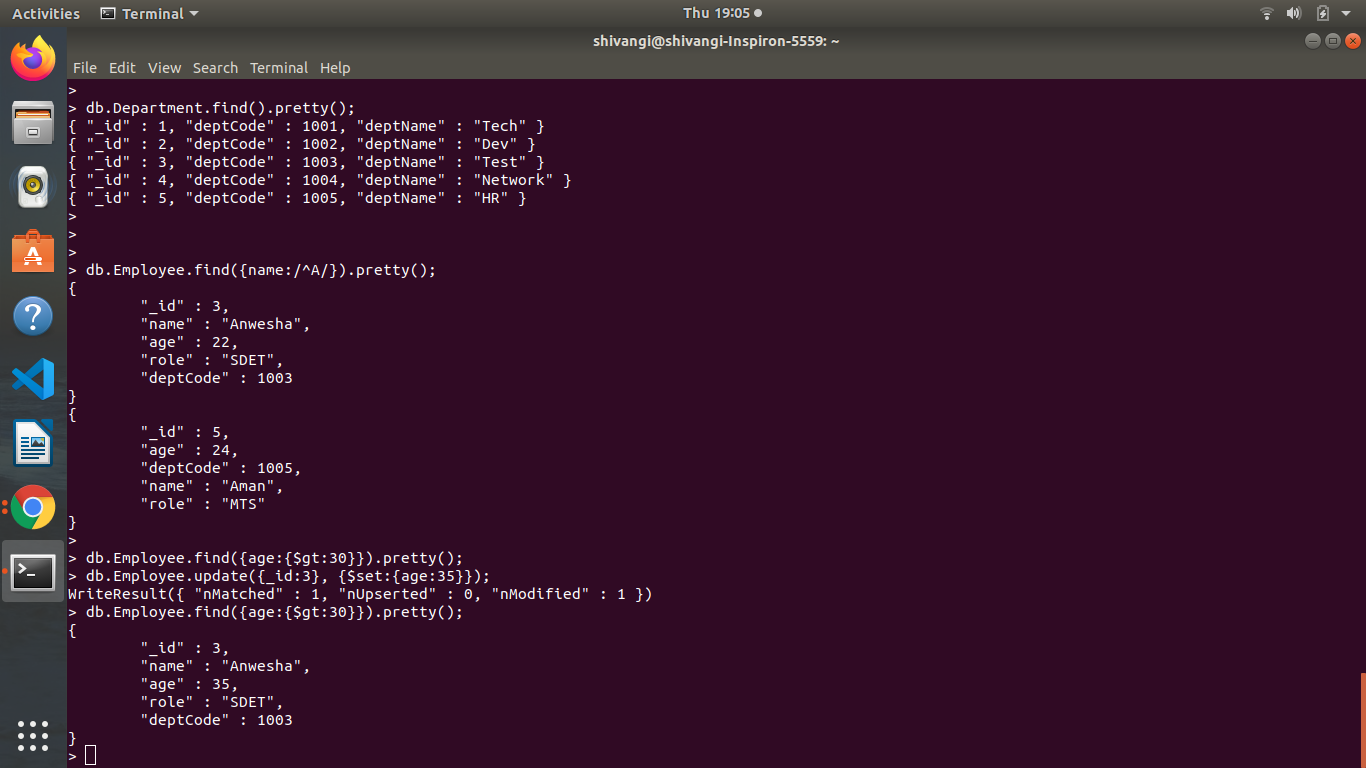 Activities Terminal Thu 19:05
shivangi@shivangi-Inspiron-5559: ~
File Edit View Search Terminal Help
>
> db.Department.find().pretty();
{ "_id" : 1, "deptCode" : 1001, "deptName" : "Tech" }
{ "_id" : 2, "deptCode" : 1002, "deptName" : "Dev" }
{ "_id" : 3, "deptCode" : 1003, "deptName" : "Test" }
{ "_id" : 4, "deptCode" : 1004, "deptName" : "Network" }
{ "_id" : 5, "deptCode" : 1005, "deptName" : "HR" }
>
>
>
> db.Employee.find({name:/^A/}).pretty();
{
        "_id" : 3,
        "name" : "Anwesha",
        "age" : 22,
        "role" : "SDET",
        "deptCode" : 1003
}
{
        "_id" : 5,
        "age" : 24,
        "deptCode" : 1005,
        "name" : "Aman",
        "role" : "MTS"
}
>
> db.Employee.find({age:{$gt:30}}).pretty();
> db.Employee.update({_id:3}, {$set:{age:35}});
WriteResult({ "nMatched" : 1, "nUpserted" : 0, "nModified" : 1 })
> db.Employee.find({age:{$gt:30}}).pretty();
{
        "_id" : 3,
        "name" : "Anwesha",
        "age" : 35,
        "role" : "SDET",
        "deptCode" : 1003
}
>